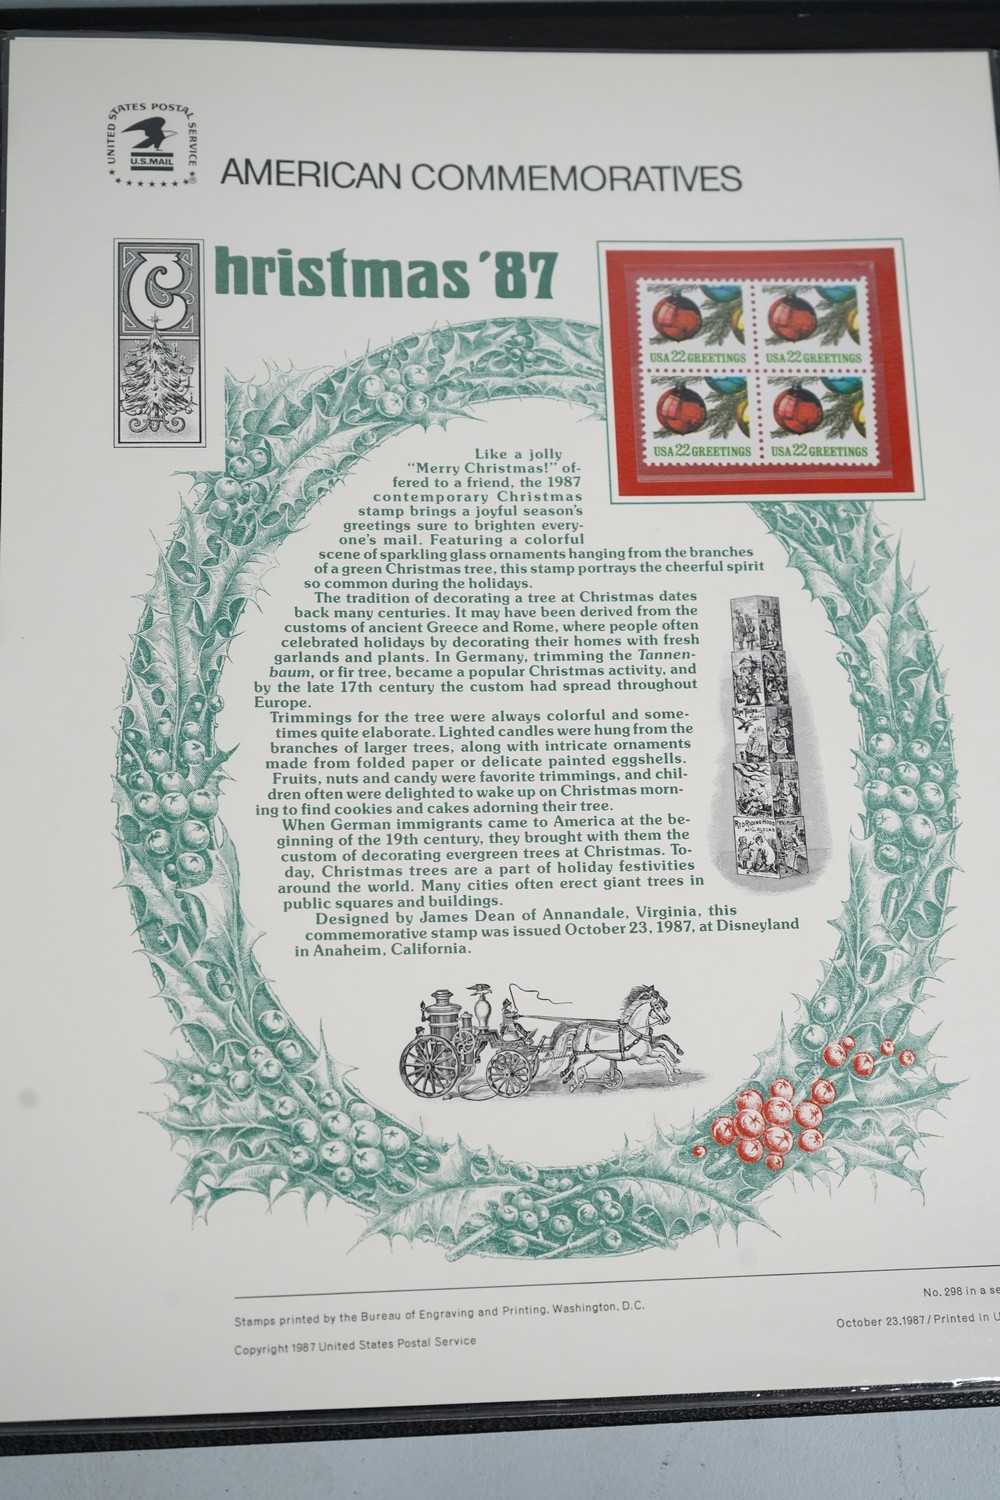 UNITED STATES POSTAL SERVICE
U.S.MAIL
AMERICAN COMMEMORATIVES
Christmas '87
USA 22 GREETINGS
USA 22 GREETINGS
USA 22 GREETINGS
USA 22 GREETINGS
Like a jolly
"Merry Christmas!" of-
fered to a friend, the 1987
contemporary Christmas
stamp brings a joyful season's
greetings sure to brighten every-
one's mail. Featuring a colorful
scene of sparkling glass ornaments hanging from the branches
of a green Christmas tree, this stamp portrays the cheerful spirit
so common during the holidays.
The tradition of decorating a tree at Christmas dates
back many centuries. It may have been derived from the
customs of ancient Greece and Rome, where people often
celebrated holidays by decorating their homes with fresh
garlands and plants. In Germany, trimming the Tannen-
baum, or fir tree, became a popular Christmas activity, and
by the late 17th century the custom had spread throughout
Europe.
Trimmings for the tree were always colorful and some-
times quite elaborate. Lighted candles were hung from the
branches of larger trees, along with intricate ornaments
made from folded paper or delicate painted eggshells.
Fruits, nuts and candy were favorite trimmings, and chil-
dren often were delighted to wake up on Christmas morn-
ing to find cookies and cakes adorning their tree.
When German immigrants came to America at the be-
ginning of the 19th century, they brought with them the
custom of decorating evergreen trees at Christmas. To-
day, Christmas trees are a part of holiday festivities
around the world. Many cities often erect giant trees in
public squares and buildings.
Designed by James Dean of Annandale, Virginia, this
commemorative stamp was issued October 23, 1987, at Disneyland
in Anaheim, California.
RED RIDING HOOD
BLOCKS
Stamps printed by the Bureau of Engraving and Printing, Washington, D.C.
No. 298 in a se
October 23,1987/Printed in U
Copyright 1987 United States Postal Service